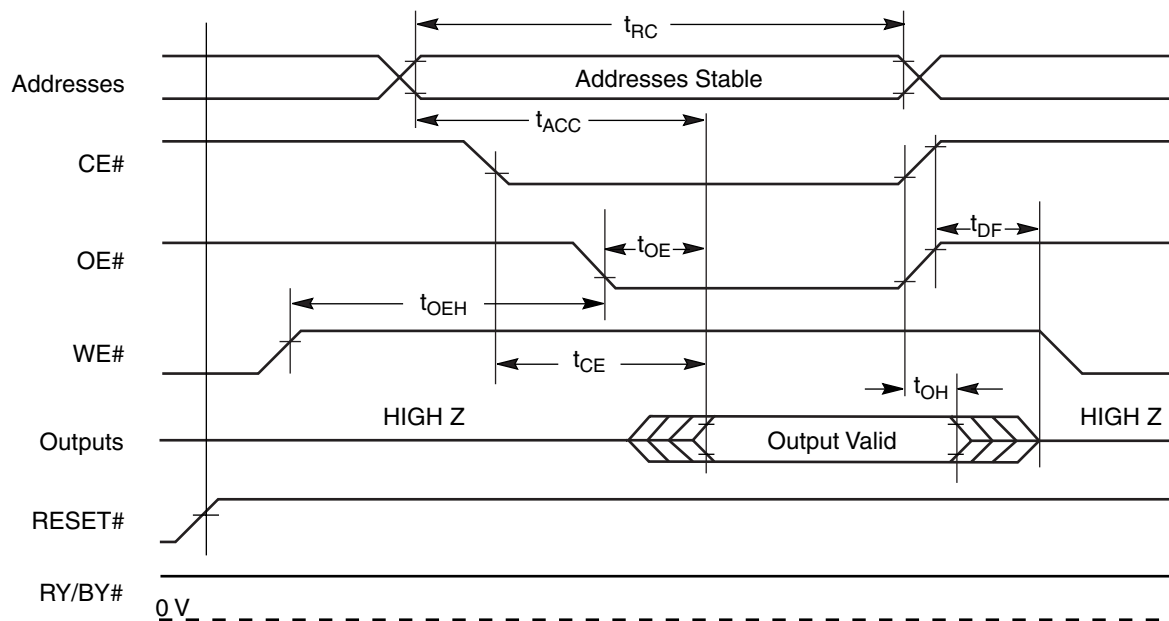 tRC
Addresses
Addresses Stable
tACC
CE#
tDF
OE#
tOE
tOEH
WE#
tCE
tOH
HIGH Z
HIGH Z
Outputs
Output Valid
RESET#
RY/BY#
0 V